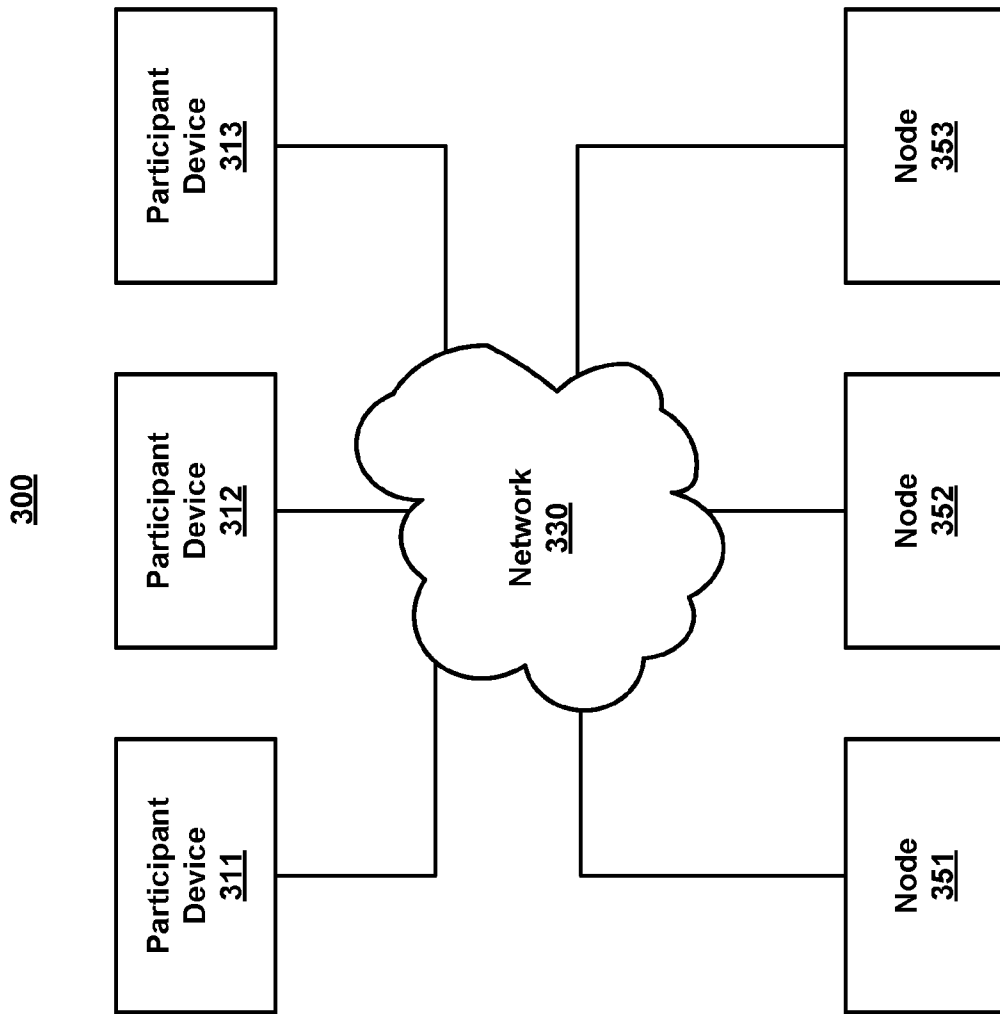 300
Participant
Device
311
Participant
Device
312
Participant
Device
313
Network
330
Node
351
Node
352
Node
353